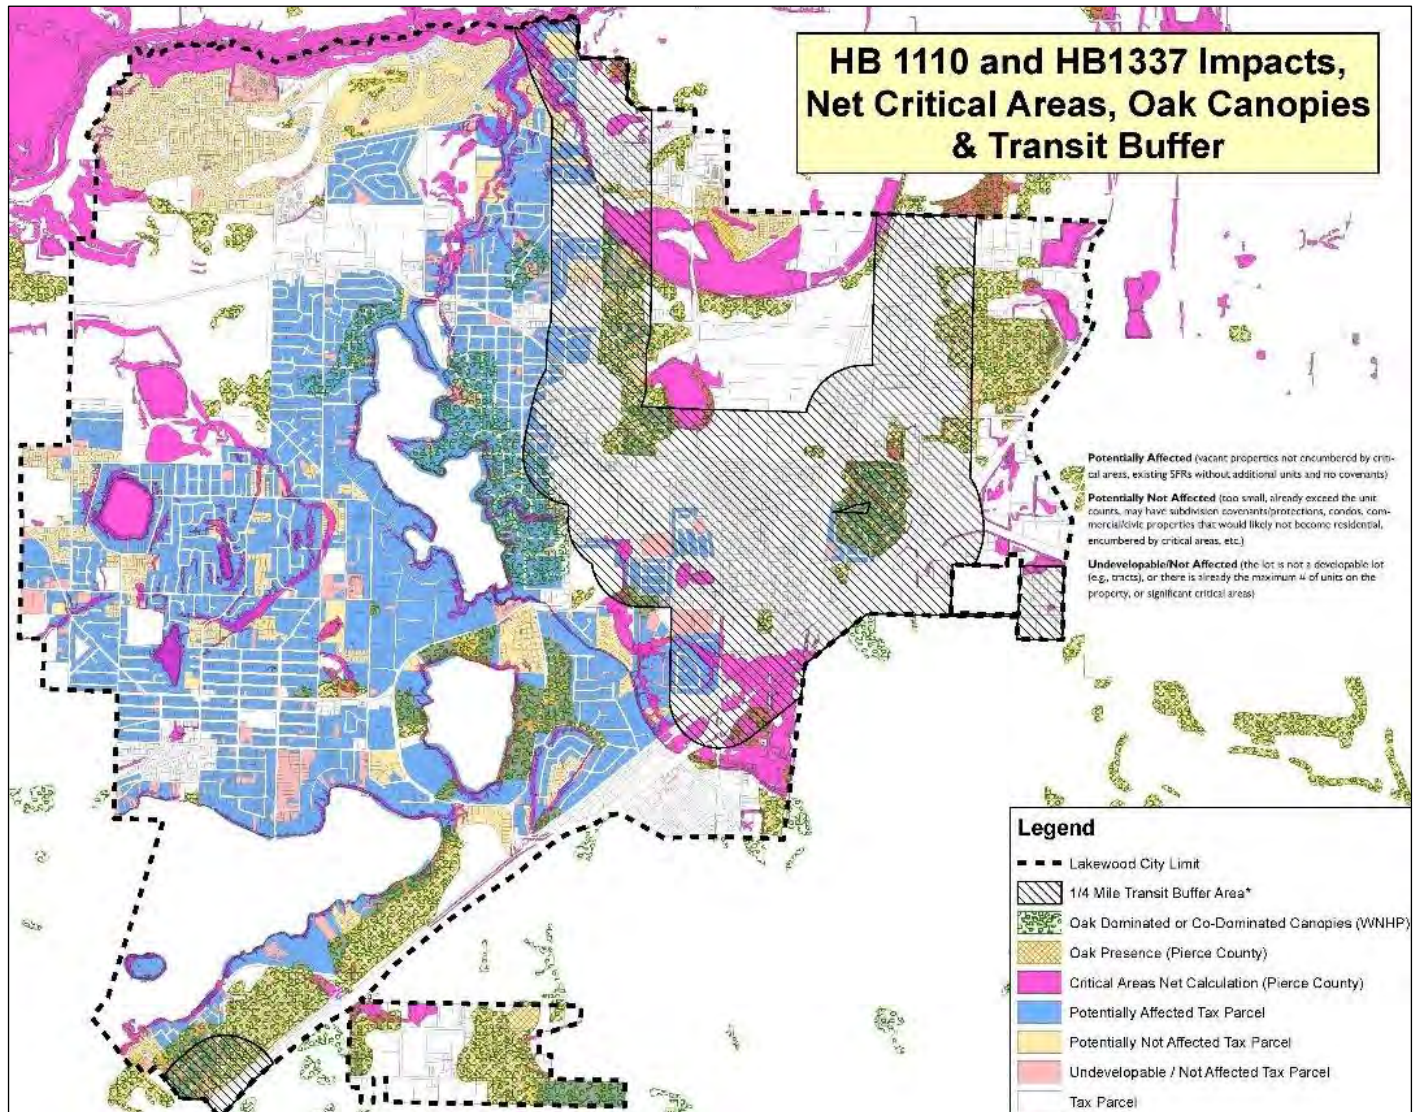 HB 1110 and HB1337 Impacts,
Net Critical Areas, Oak Canopies
& Transit Buffer
Potentially Affected (vacant properties not encumbered by criti-
cal areas, existing SFRs without additional units and no covenants)
Potentially Not Affected (too small, already exceed the unit
counts, may have subdivision covenants/protections, condos, com-
mercial/civic properties that would likely not become residential,
encumbered by critical areas, etc.)
Undevelopable/Not Affected (the lot is not a developable lot
(e.g., tracts), or there is already the maximum # of units on the
property, or significant critical areas)
Legend
Lakewood City Limit
1/4 Mile Transit Buffer Area*
Oak Dominated or Co-Dominated Canopies (WNHP)
Oak Presence (Pierce County)
Critical Areas Net Calculation (Pierce County)
Potentially Affected Tax Parcel
Potentially Not Affected Tax Parcel
Undevelopable / Not Affected Tax Parcel
Tax Parcel